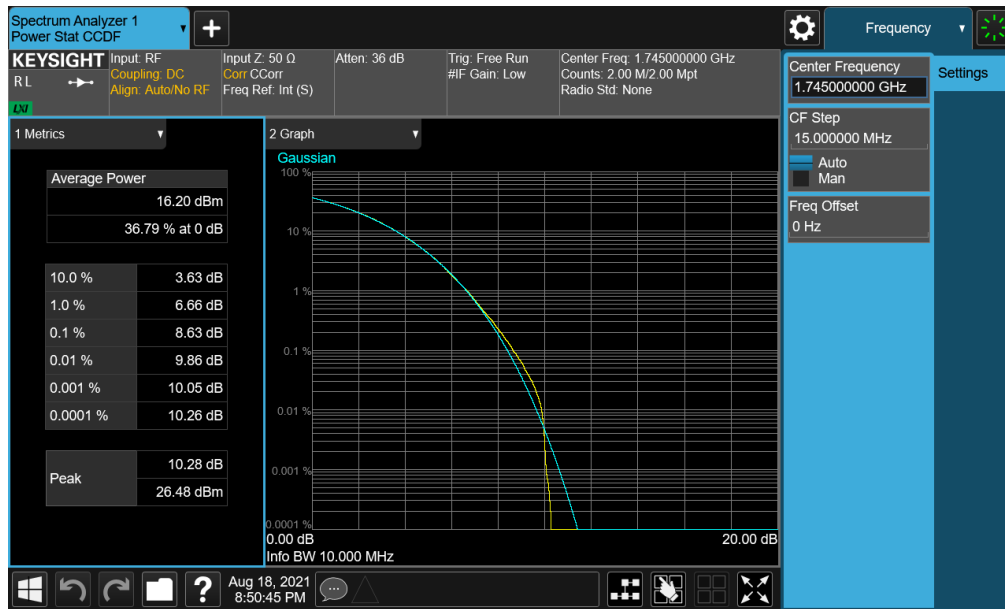 Spectrum Analyzer 1
Power Stat CCDF
+
Frequency
KEYSIGHT
RL
LXI
Input: RF
Coupling: DC
Align: Auto/No RF
Input Z: 50 Ω
Corr CCorr
Freq Ref: Int (S)
Atten: 36 dB
Trig: Free Run
#IF Gain: Low
Center Freq: 1.745000000 GHz
Counts: 2.00 M/2.00 Mpt
Radio Std: None
Center Frequency
1.745000000 GHz
Settings
CF Step
15.000000 MHz
Auto
Man
Freq Offset
0 Hz
1 Metrics
Average Power
16.20 dBm
36.79 % at 0 dB
10.0 % 3.63 dB
1.0 % 6.66 dB
0.1 % 8.63 dB
0.01 % 9.86 dB
0.001 % 10.05 dB
0.0001 % 10.26 dB
Peak
10.28 dB
26.48 dBm
2 Graph
Gaussian
100 %
10 %
1 %
0.1 %
0.01 %
0.001 %
0.0001 %
0.00 dB
20.00 dB
Info BW 10.000 MHz
?
Aug 18, 2021
8:50:45 PM